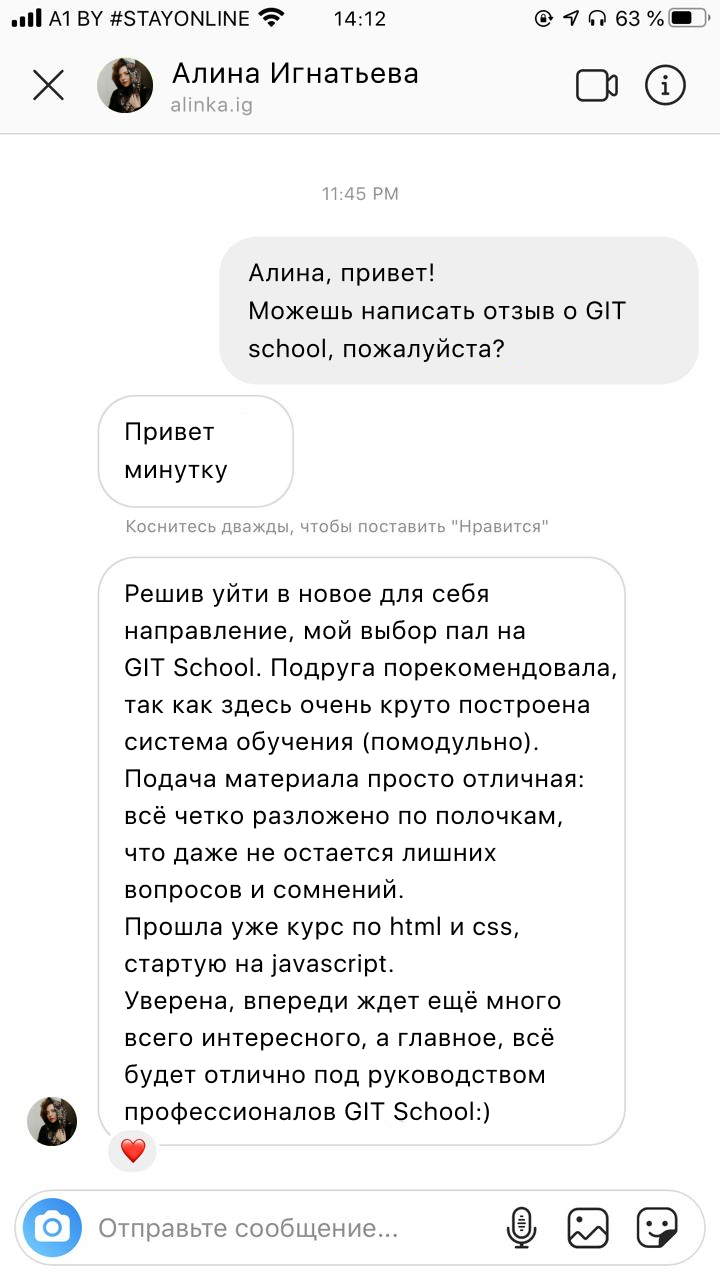 A1 BY #STAYONLINE 14:12 63 %
Алина Игнатьева
alinka.ig
11:45 PM
Алина, привет!
Можешь написать отзыв о GIT
school, пожалуйста?
Привет
минутку
Коснитесь дважды, чтобы поставить "Нравится"
Решив уйти в новое для себя
направление, мой выбор пал на
GIT School. Подруга порекомендовала,
так как здесь очень круто построена
система обучения (помодульно).
Подача материала просто отличная:
всё четко разложено по полочкам,
что даже не остается лишних
вопросов и сомнений.
Прошла уже курс по html и css,
стартую на javascript.
Уверена, впереди ждет ещё много
всего интересного, а главное, всё
будет отлично под руководством
профессионалов GIT School:)
Отправьте сообщение...